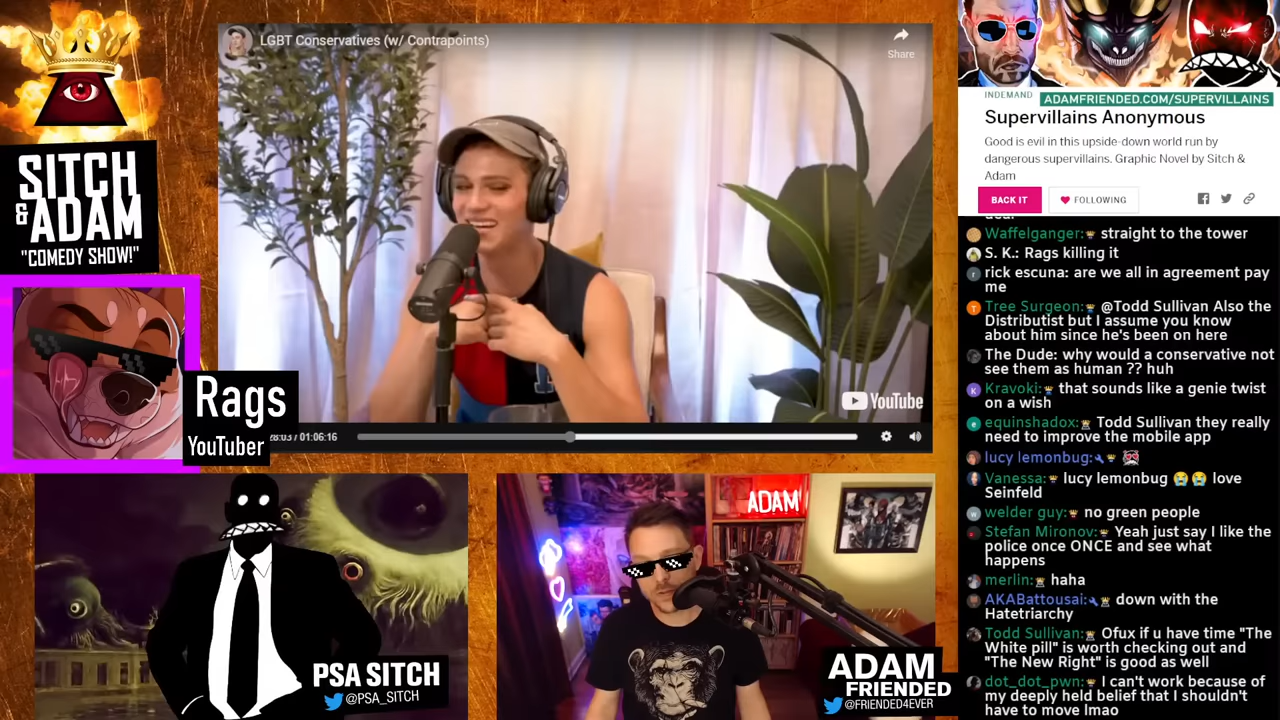 SITCH
& ADAM
"COMEDY SHOW!"
Rags
YouTuber
LGBT Conservatives (w/ Contrapoints)
Share
YouTube
28:03 / 01:06:16
PSA SITCH
@PSA_SITCH
ADAM
ADAM
FRIENDED
@FRIENDED4EVER
INDEMAND
ADAMFRIENDED.COM/SUPERVILLAINS
Supervillains Anonymous
Good is evil in this upside-down world run by
dangerous supervillains. Graphic Novel by Sitch &
Adam
BACK IT
FOLLOWING
Waffelganger: straight to the tower
S. K.: Rags killing it
rick escuna: are we all in agreement pay
me
Tree Surgeon: @Todd Sullivan Also the
Distributist but I assume you know
about him since he's been on here
The Dude: why would a conservative not
see them as human ?? huh
Kravoki: that sounds like a genie twist
on a wish
equinshadox: Todd Sullivan they really
need to improve the mobile app
lucy lemonbug:
Vanessa: lucy lemonbug 😭😭 love
Seinfeld
welder guy: no green people
Stefan Mironov: Yeah just say I like the
police once ONCE and see what
happens
merlin: haha
AKABattousai: down with the
Hatetriarchy
Todd Sullivan: Ofux if u have time "The
White pill" is worth checking out and
"The New Right" is good as well
dot_dot_pwn: I can't work because of
my deeply held belief that I shouldn't
have to move lmao